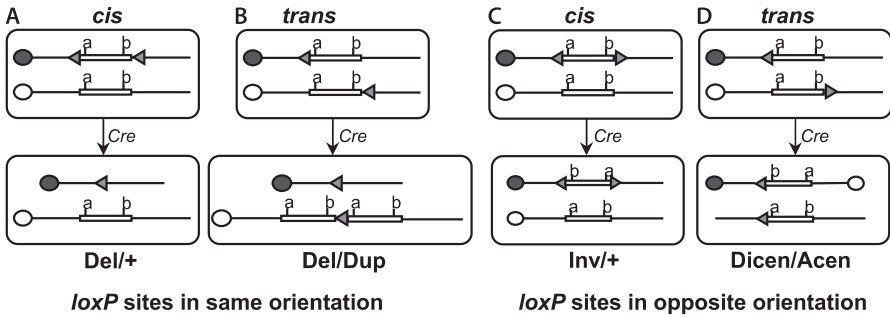 A cis B trans C cis D trans
a b a b a b a b
Cre Cre Cre Cre
b a b a
a b a b a b a b a b
Del/+ Del/Dup Inv/+ Dicen/Acen
loxP sites in same orientation loxP sites in opposite orientation